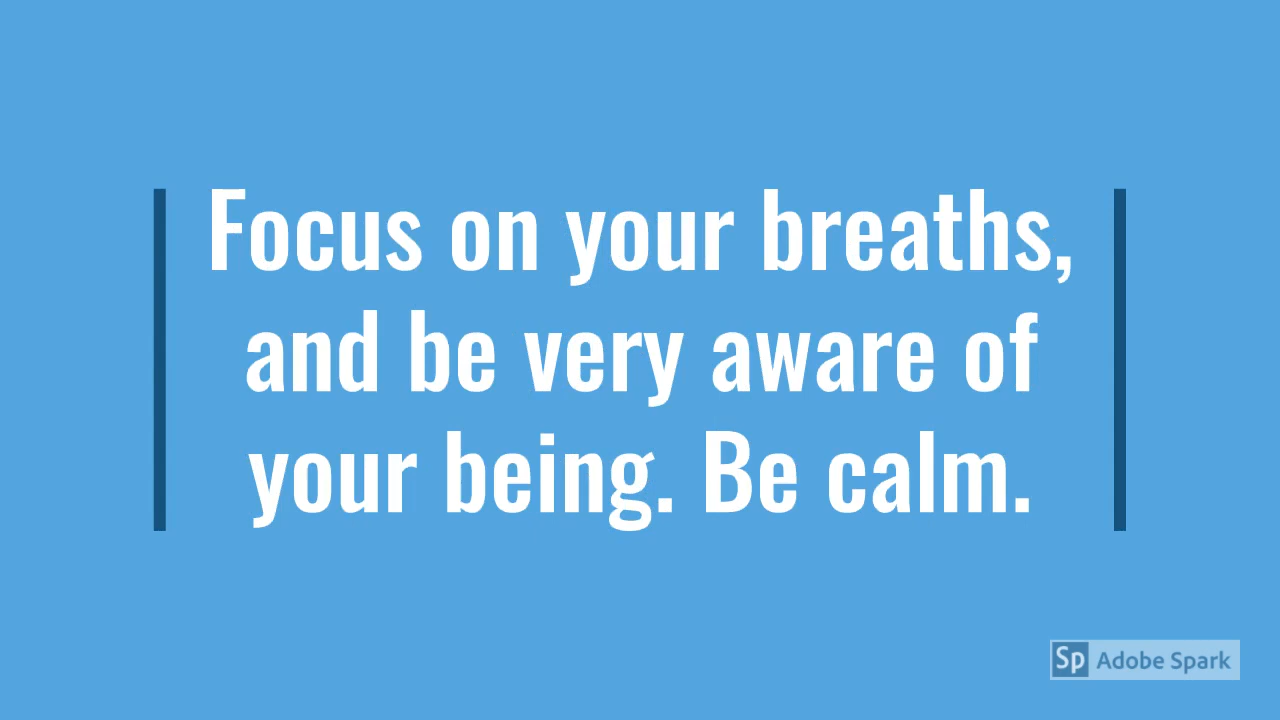 Focus on your breaths,
and be very aware of
your being. Be calm.
Sp Adobe Spark